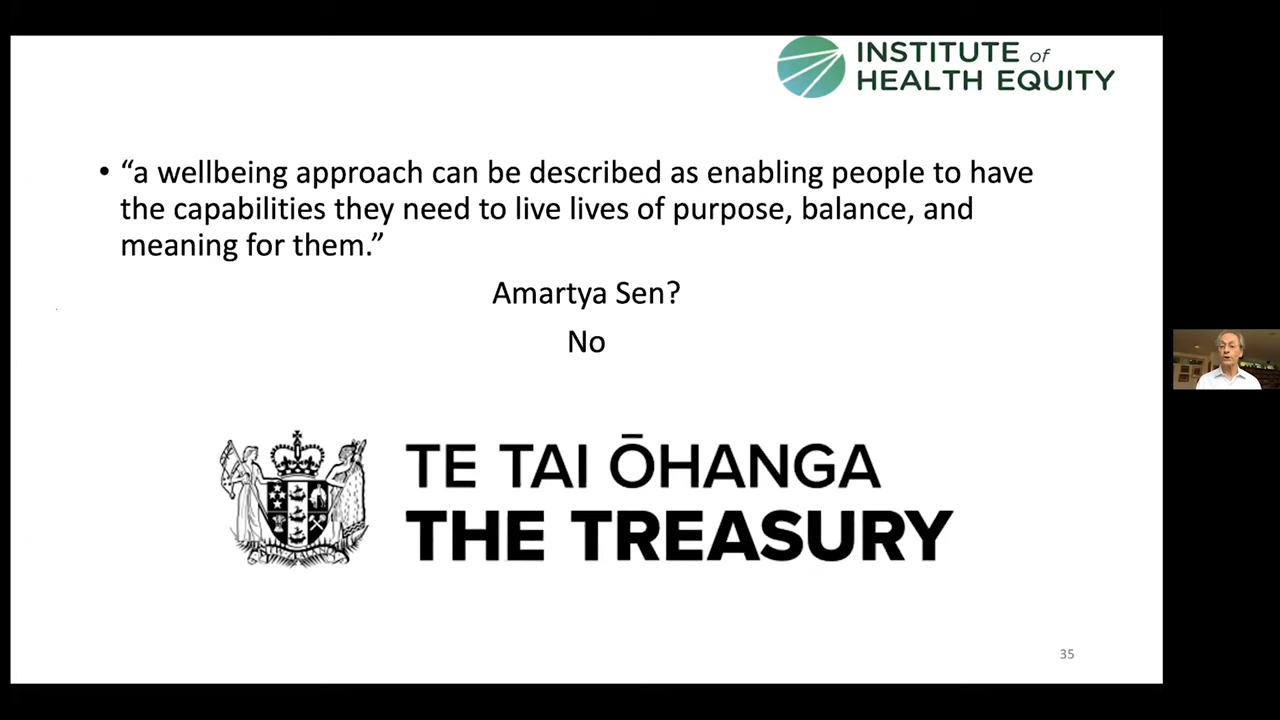 INSTITUTE of
HEALTH EQUITY
• “a wellbeing approach can be described as enabling people to have
the capabilities they need to live lives of purpose, balance, and
meaning for them.”
Amartya Sen?
No
TE TAI ŌHANGA
THE TREASURY
35